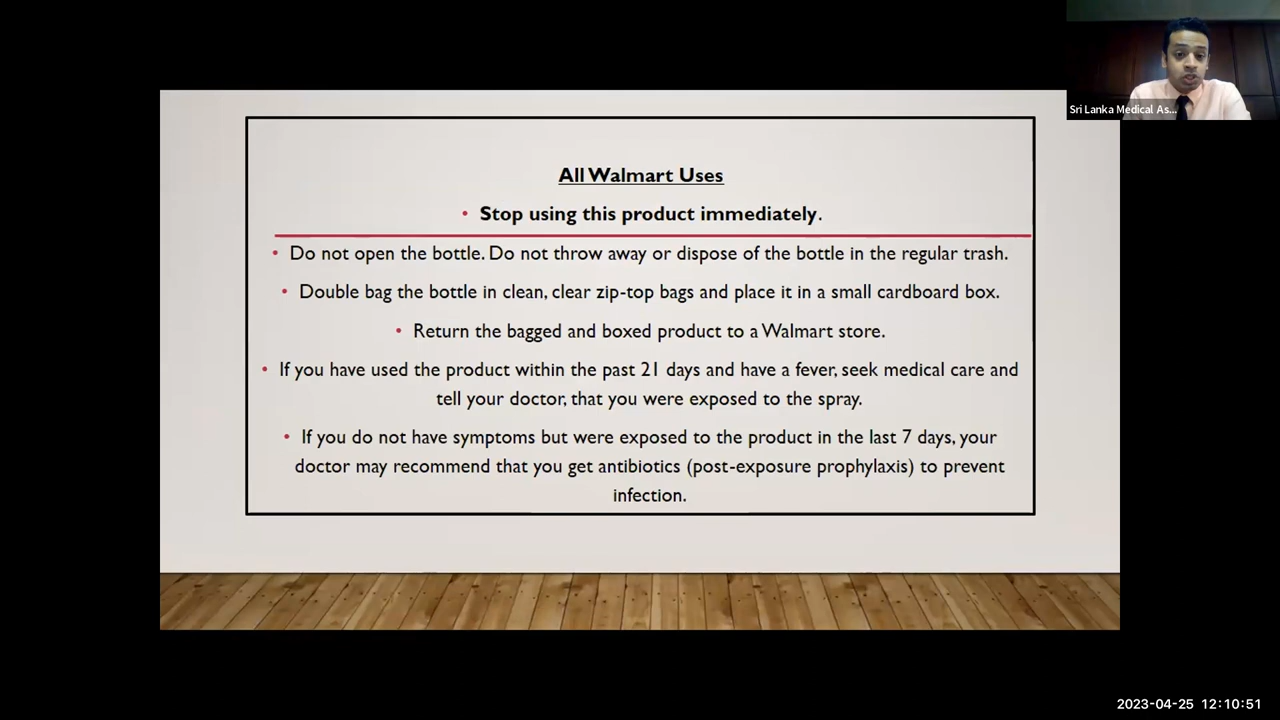 Sri Lanka Medical As...
All Walmart Uses
• Stop using this product immediately.
• Do not open the bottle. Do not throw away or dispose of the bottle in the regular trash.
• Double bag the bottle in clean, clear zip-top bags and place it in a small cardboard box.
• Return the bagged and boxed product to a Walmart store.
• If you have used the product within the past 21 days and have a fever, seek medical care and
tell your doctor, that you were exposed to the spray.
• If you do not have symptoms but were exposed to the product in the last 7 days, your
doctor may recommend that you get antibiotics (post-exposure prophylaxis) to prevent
infection.
2023-04-25 12:10:51